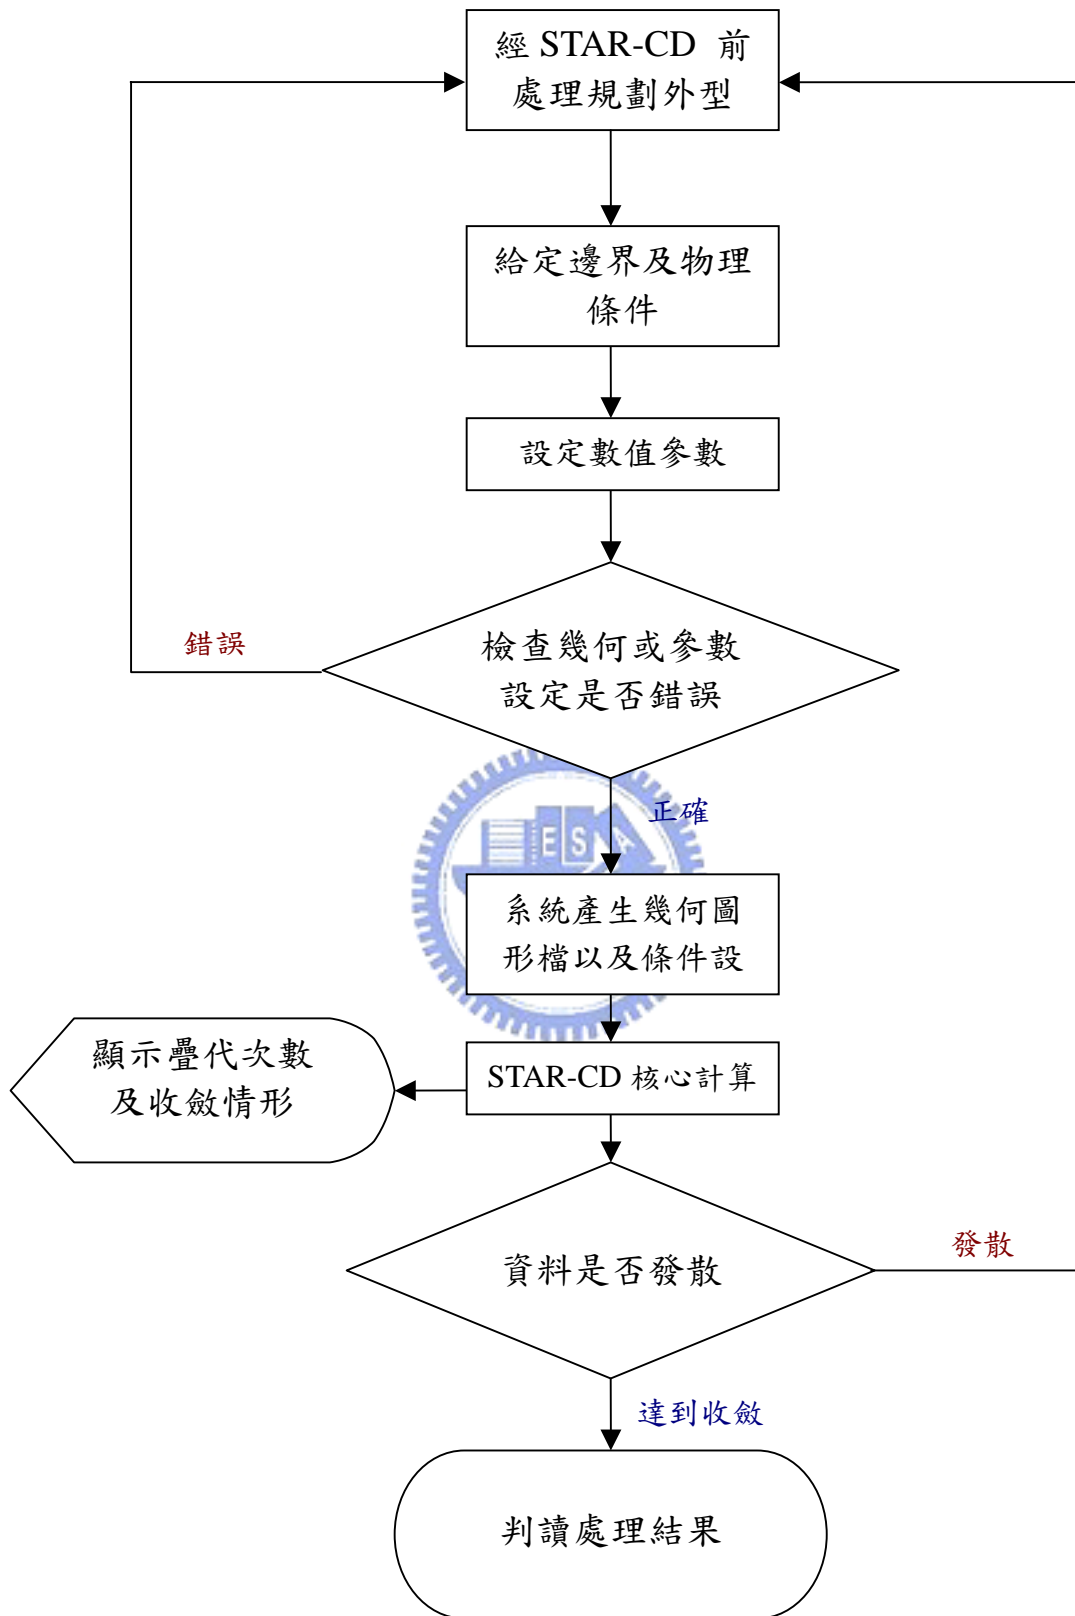 經 STAR-CD 前
處理規劃外型
給定邊界及物理
條件
設定數值參數
錯誤
檢查幾何或參數
設定是否錯誤
正確
ESA
系統產生幾何圖
形檔以及條件設
顯示疊代次數
及收斂情形
STAR-CD 核心計算
資料是否發散
發散
達到收斂
判讀處理結果